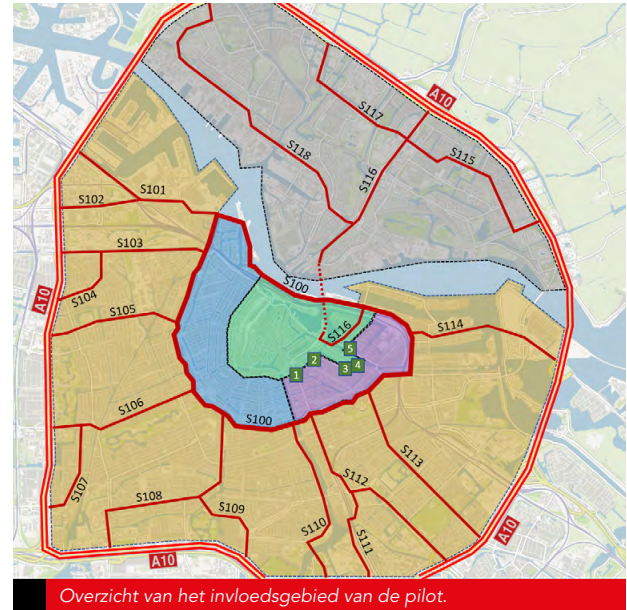 A10
S117
S118
S116
S115
S101
S102
S103
S100
S104
A10
S105
S116
S114
5
2
1
3
4
S106
S100
S107
S108
S109
S110
S112
S111
S113
A10
A10
Overzicht van het invloedsgebied van de pilot.